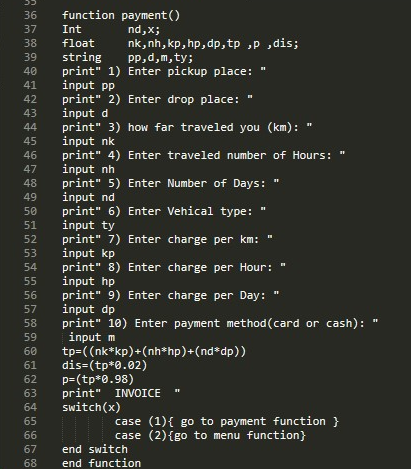 35
36 function payment()
37 Int nd,x;
38 float nk,nh,kp,hp,dp,tp ,p ,dis;
39 string pp,d,m,ty;
40 print" 1) Enter pickup place: "
41 input pp
42 print" 2) Enter drop place: "
43 input d
44 print" 3) how far traveled you (km): "
45 input nk
46 print" 4) Enter traveled number of Hours: "
47 input nh
48 print" 5) Enter Number of Days: "
49 input nd
50 print" 6) Enter Vehical type: "
51 input ty
52 print" 7) Enter charge per km: "
53 input kp
54 print" 8) Enter charge per Hour: "
55 input hp
56 print" 9) Enter charge per Day: "
57 input dp
58 print" 10) Enter payment method(card or cash): "
59 input m
60 tp=((nk*kp)+(nh*hp)+(nd*dp))
61 dis=(tp*0.02)
62 p=(tp*0.98)
63 print" INVOICE "
64 switch(x)
65 case (1){ go to payment function }
66 case (2){go to menu function}
67 end switch
68 end function